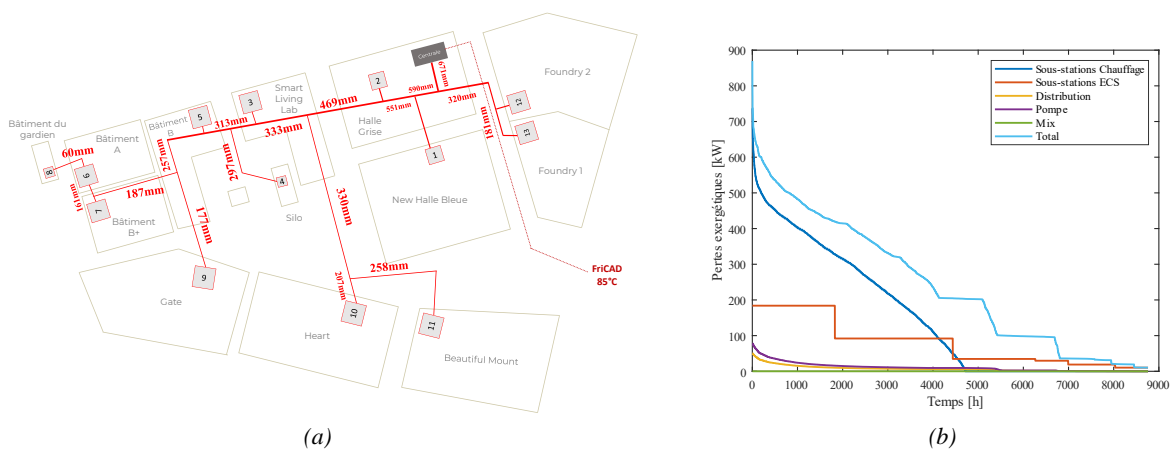 Centrale
671mm
Foundry 2
2
590mm
Smart
Living
Lab
469mm
551mm
320mm
3
12
Halle
Grise
181mm
13
Bâtiment du
gardien
Bâtiment
B
5
313mm
333mm
60mm
Bâtiment
A
8
6
257mm
297mm
1
Foundry 1
161mm
187mm
7
4
Bâtiment
B+
177mm
Silo
330mm
New Halle Bleue
9
258mm
FriCAD
85°C
Gate
207mm
10
11
Heart
Beautiful Mount
(a)
900
800
700
600
500
400
300
200
100
0
Pertes exergétiques [kW]
Sous-stations Chauffage
Sous-stations ECS
Distribution
Pompe
Mix
Total
0
1000
2000
3000
4000
5000
6000
7000
8000
9000
Temps [h]
(b)